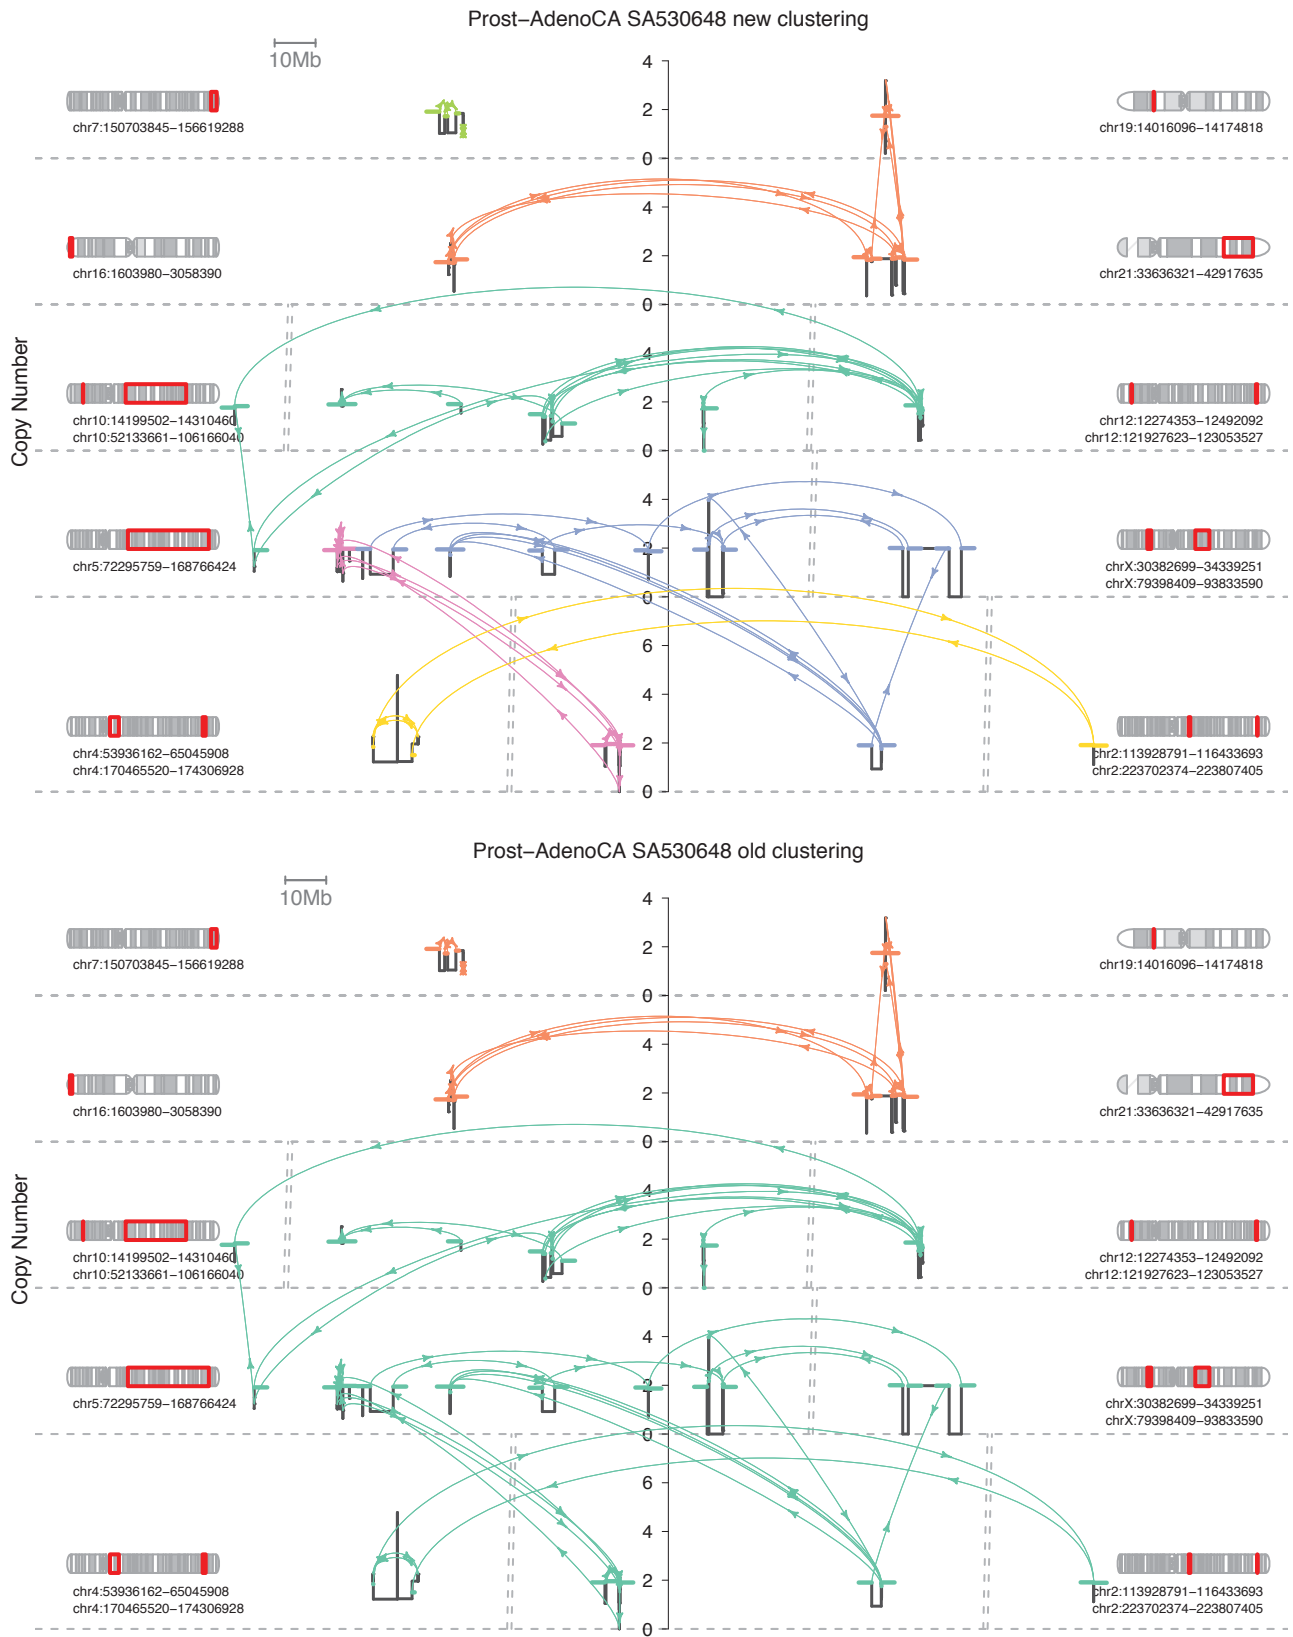 Prost–AdenoCA SA530648 new clustering
10Mb
4
2
0
chr7:150703845–156619288
chr19:14016096–14174818
4
2
0
chr16:1603980–3058390
chr21:33636321–42917635
Copy Number
4
2
0
chr10:14199502–14310460
chr10:52133661–106166040
chr12:12274353–12492092
chr12:121927623–123053527
4
2
0
chr5:72295759–168766424
chrX:30382699–34339251
chrX:79398409–93833590
6
4
2
0
chr4:53936162–65045908
chr4:170465520–174306928
chr2:113928791–116433693
chr2:223702374–223807405
Prost–AdenoCA SA530648 old clustering
10Mb
4
2
0
chr7:150703845–156619288
chr19:14016096–14174818
4
2
0
chr16:1603980–3058390
chr21:33636321–42917635
Copy Number
4
2
0
chr10:14199502–14310460
chr10:52133661–106166040
chr12:12274353–12492092
chr12:121927623–123053527
4
2
0
chr5:72295759–168766424
chrX:30382699–34339251
chrX:79398409–93833590
6
4
2
0
chr4:53936162–65045908
chr4:170465520–174306928
chr2:113928791–116433693
chr2:223702374–223807405